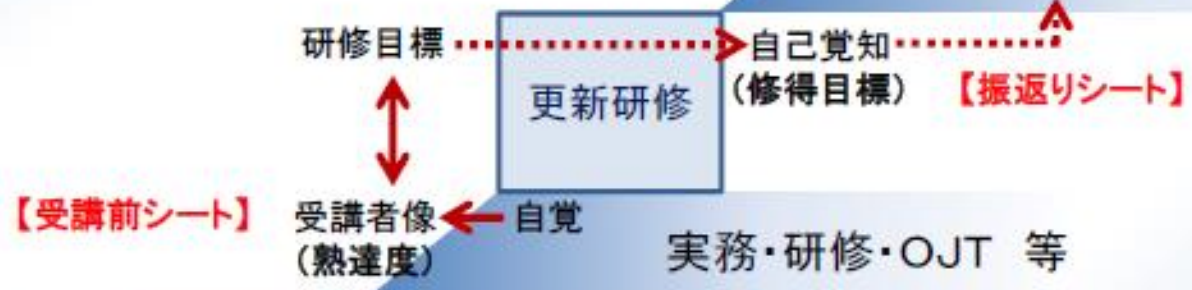 研修目標
自己覚知
(修得目標)
【振返りシート】
更新研修
【受講前シート】
受講者像
(熟達度)
自覚
実務・研修・OJT 等